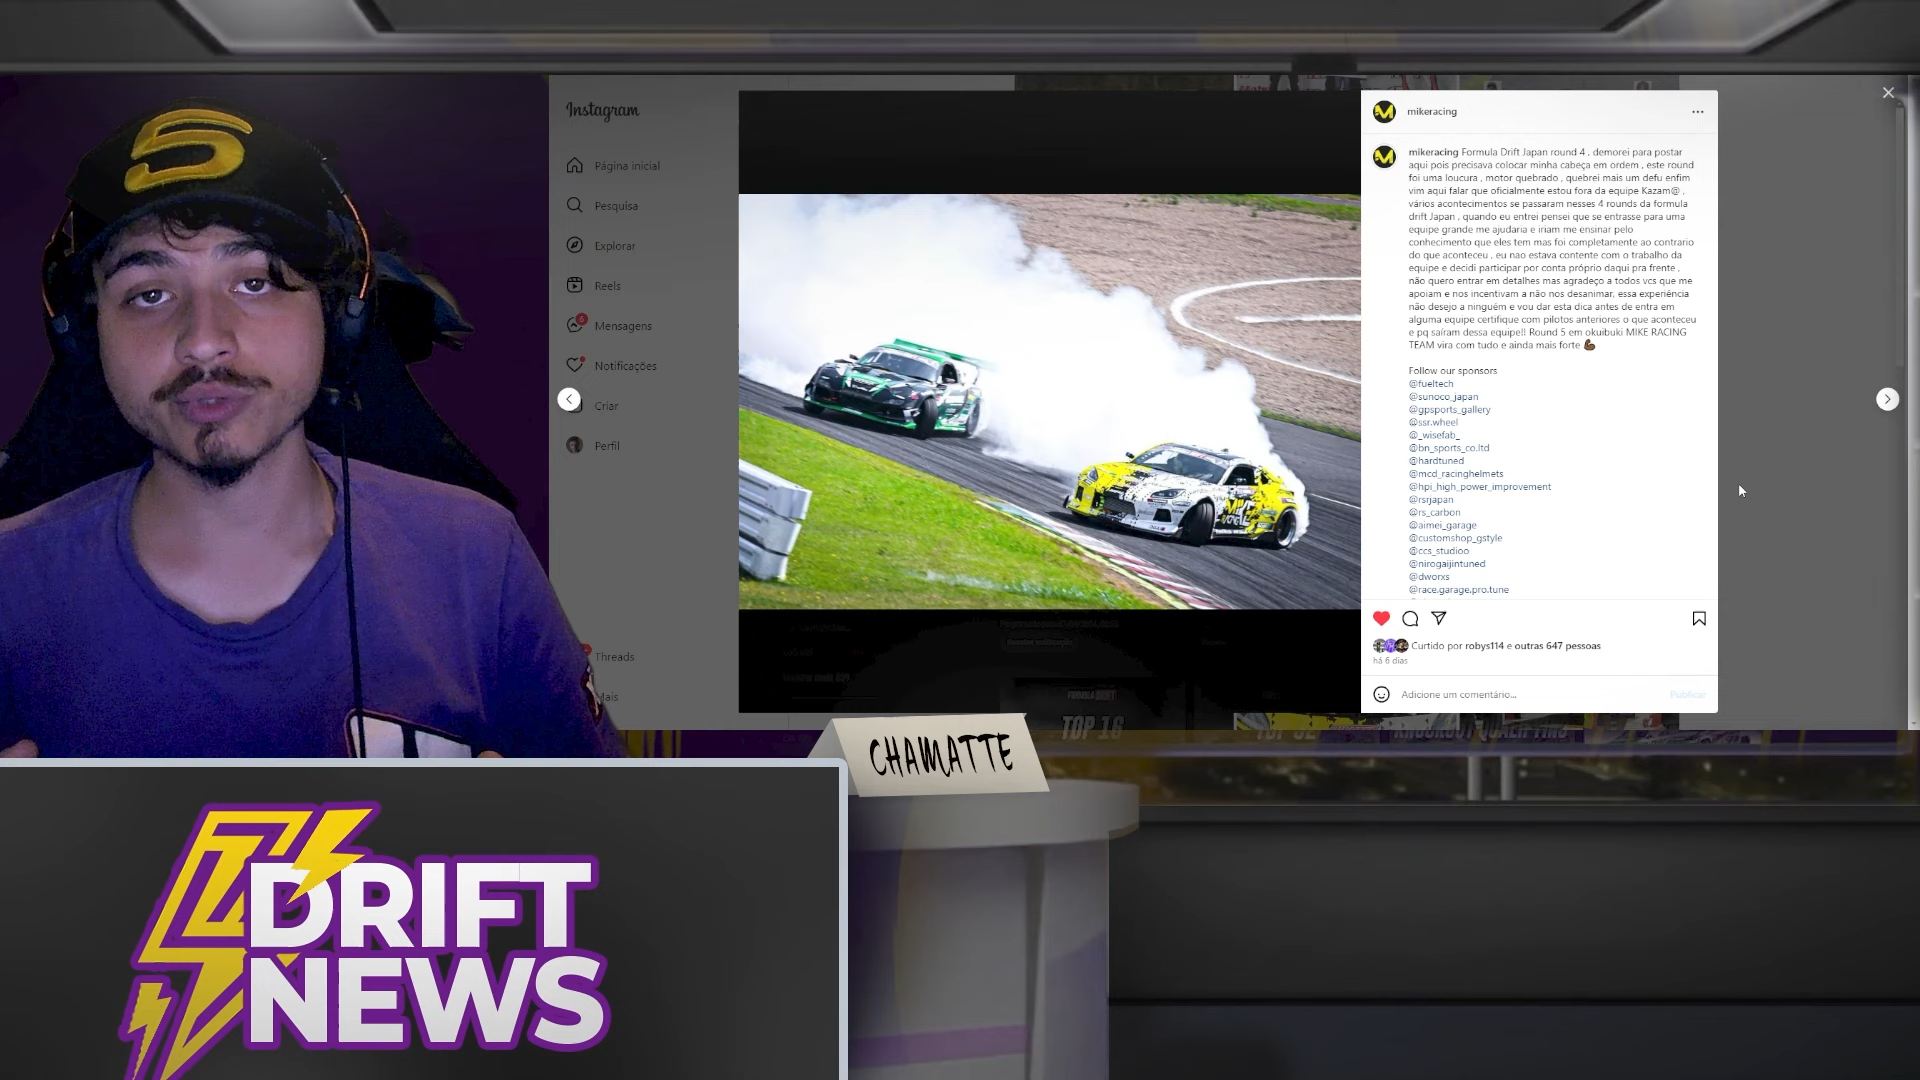 Instagram
Página inicial
Pesquisa
Explorar
Reels
6
Mensagens
Notificações
Criar
Perfil
Threads
Mais
mikeracing
mikeracing Formula Drift Japan round 4 , demorei para postar
aqui pois precisava colocar minha cabeça em ordem , este round
foi uma loucura , motor quebrado , quebrei mais um defu enfim
vim aqui falar que oficialmente estou fora da equipe Kazam@ ,
vários acontecimentos se passaram nesses 4 rounds da formula
drift Japan , quando eu entrei pensei que se entrasse para uma
equipe grande me ajudaria e iriam me ensinar pelo
conhecimento que eles tem mas foi completamente ao contrario
do que aconteceu , eu nao estava contente com o trabalho da
equipe e decidi participar por conta próprio daqui pra frente ,
não quero entrar em detalhes mas agradeço a todos vcs que me
apoiam e nos incentivam a não nos desanimar, essa experiência
não desejo a ninguém e vou dar esta dica antes de entra em
alguma equipe certifique com pilotos anteriores o que aconteceu
e pq saíram dessa equipe!! Round 5 em okuibuki MIKE RACING
TEAM vira com tudo e ainda mais forte 💪🏿
Follow our sponsors
@fueltech
@sunoco_japan
@gpsports_gallery
@ssr.wheel
@_wisefab_
@bn_sports_co.ltd
@hardtuned
@mcd_racinghelmets
@hpi_high_power_improvement
@rsrjapan
@rs_carbon
@aimei_garage
@customshop_gstyle
@ccs_studioo
@nirogaijintuned
@dworxs
@race.garage.pro.tune
Curtido por robys114 e outras 647 pessoas
há 6 dias
Adicione um comentário...
Publicar
FORMULA DRIFT
TOP 16
TOP 32
KNOCKOUT QUALIFYING
CHAMATTE
DRIFT
NEWS